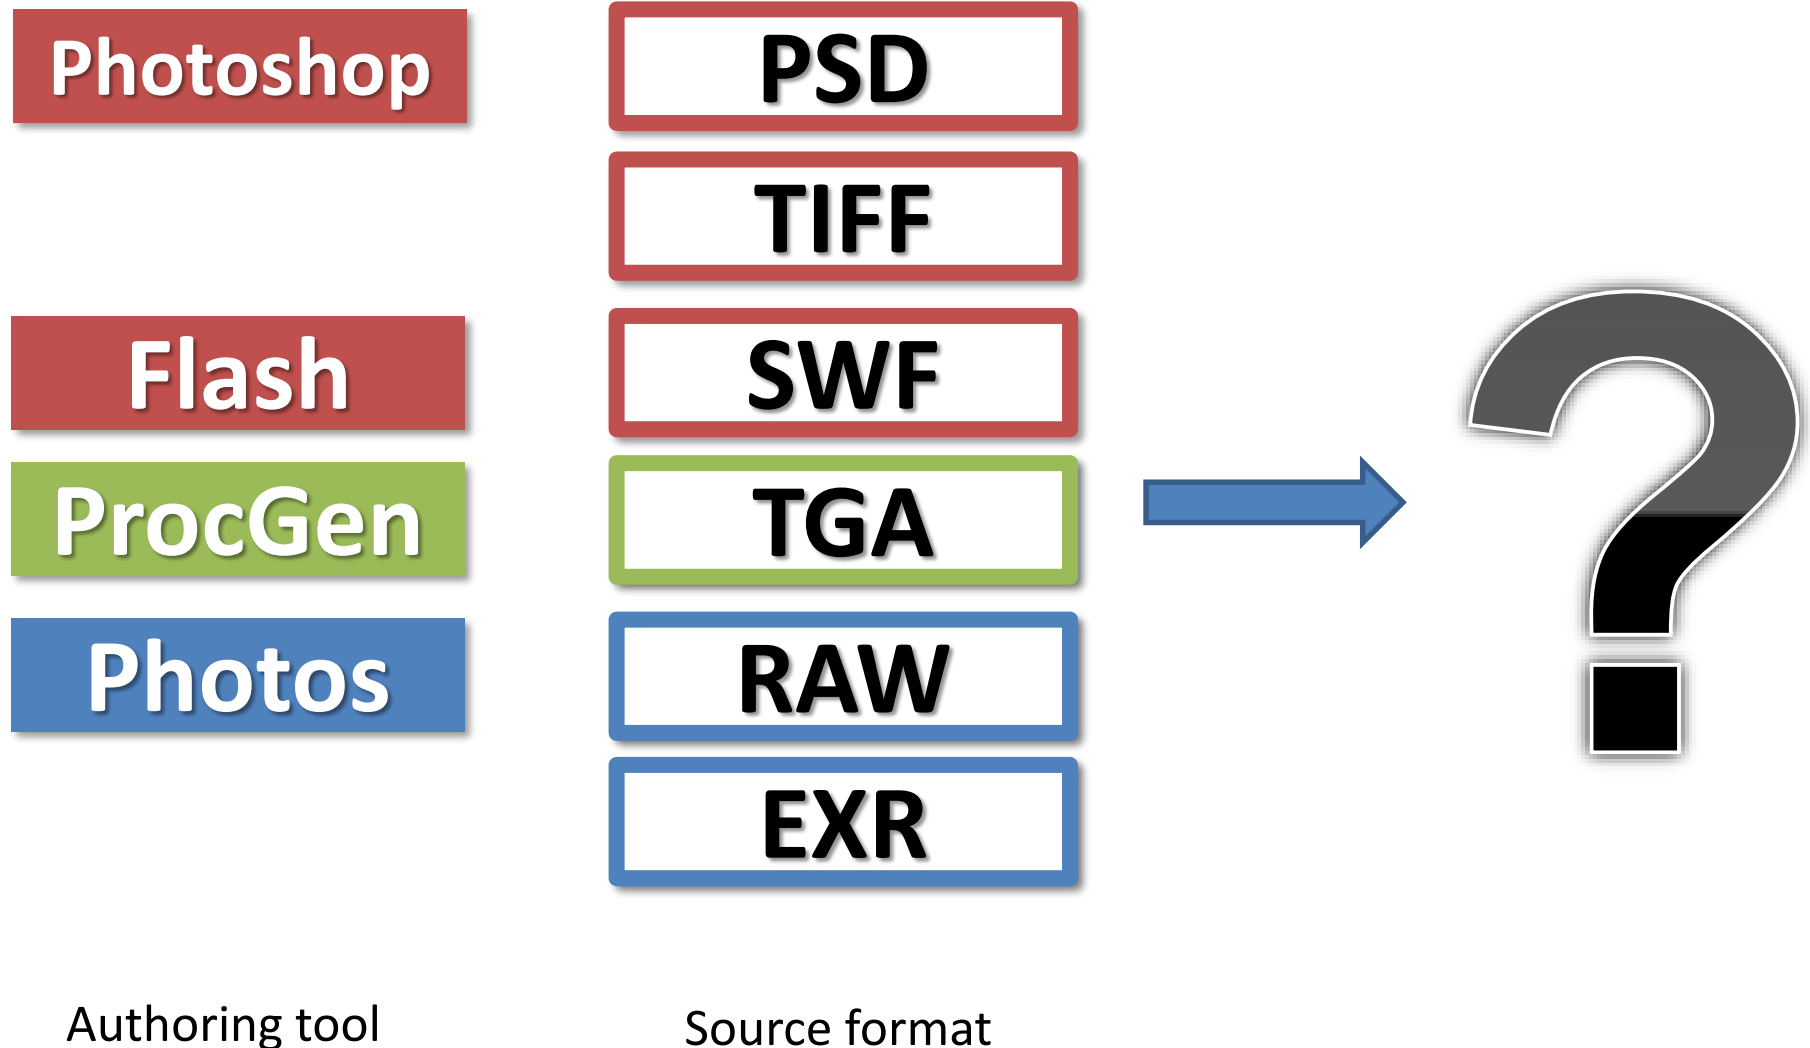 Photoshop
PSD
TIFF
Flash
SWF
ProcGen
TGA
Photos
RAW
EXR
?
Authoring tool
Source format